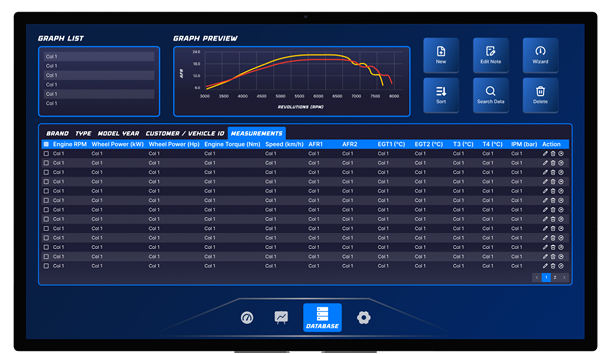 GRAPH LIST
Col 1
Col 1
Col 1
Col 1
Col 1
Col 1
GRAPH PREVIEW
AFR
24.0
3000 3500 4000 4500 5000 5500 6000 6500 7000 7500 8000
REVOLUTIONS (RPM)
New
Edit Note
Wizard
Sort
Search Data
Delete
BRAND TYPE MODEL YEAR CUSTOMER / VEHICLE ID MEASUREMENTS
Engine RPM Wheel Power (kW) Wheel Power (Hp) Engine Torque (Nm) Speed (km/h) AFR1 AFR2 EGT1 (°C) EGT2 (°C) T3 (°C) T4 (°C) IPM (bar) Action
Col 1 Col 1 Col 1 Col 1 Col 1 Col 1 Col 1 Col 1 Col 1 Col 1 Col 1 Col 1
Col 1 Col 1 Col 1 Col 1 Col 1 Col 1 Col 1 Col 1 Col 1 Col 1 Col 1 Col 1
Col 1 Col 1 Col 1 Col 1 Col 1 Col 1 Col 1 Col 1 Col 1 Col 1 Col 1 Col 1
Col 1 Col 1 Col 1 Col 1 Col 1 Col 1 Col 1 Col 1 Col 1 Col 1 Col 1 Col 1
Col 1 Col 1 Col 1 Col 1 Col 1 Col 1 Col 1 Col 1 Col 1 Col 1 Col 1 Col 1
Col 1 Col 1 Col 1 Col 1 Col 1 Col 1 Col 1 Col 1 Col 1 Col 1 Col 1 Col 1
Col 1 Col 1 Col 1 Col 1 Col 1 Col 1 Col 1 Col 1 Col 1 Col 1 Col 1 Col 1
Col 1 Col 1 Col 1 Col 1 Col 1 Col 1 Col 1 Col 1 Col 1 Col 1 Col 1 Col 1
Col 1 Col 1 Col 1 Col 1 Col 1 Col 1 Col 1 Col 1 Col 1 Col 1 Col 1 Col 1
Col 1 Col 1 Col 1 Col 1 Col 1 Col 1 Col 1 Col 1 Col 1 Col 1 Col 1 Col 1
Col 1 Col 1 Col 1 Col 1 Col 1 Col 1 Col 1 Col 1 Col 1 Col 1 Col 1 Col 1
Col 1 Col 1 Col 1 Col 1 Col 1 Col 1 Col 1 Col 1 Col 1 Col 1 Col 1 Col 1
Col 1 Col 1 Col 1 Col 1 Col 1 Col 1 Col 1 Col 1 Col 1 Col 1 Col 1 Col 1
< 1 2 >
DATABASE